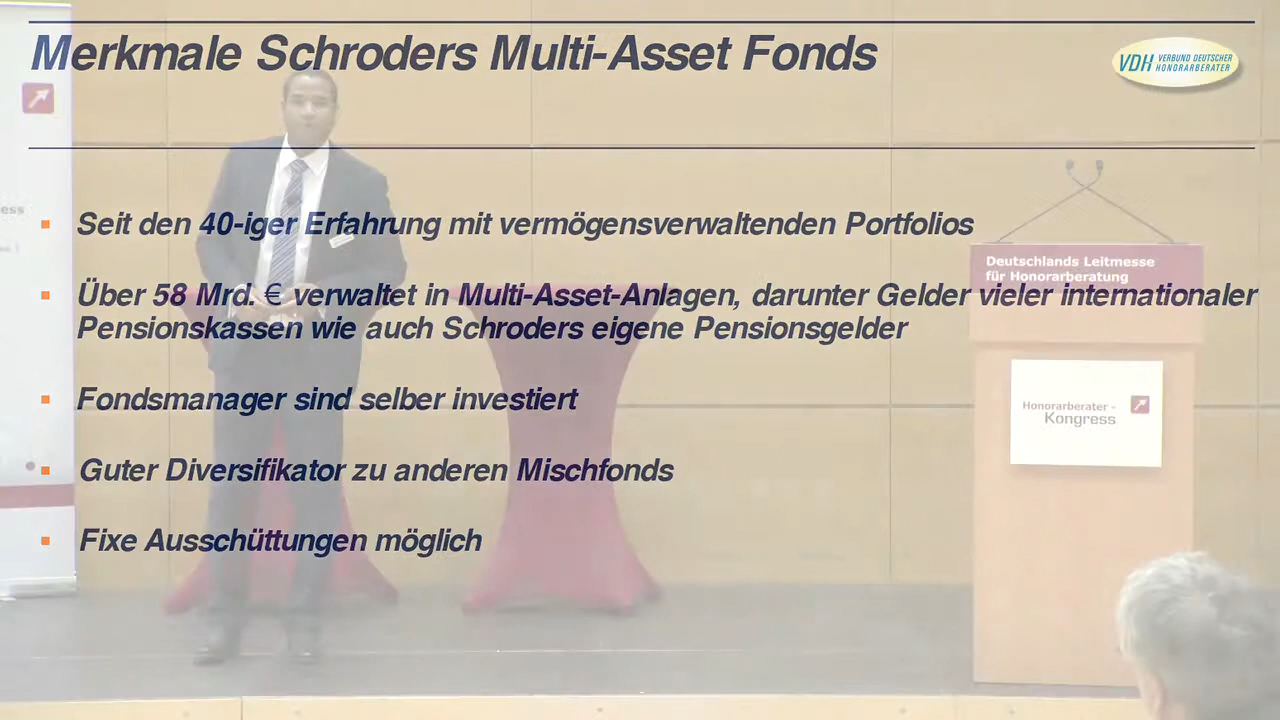 Merkmale Schroders Multi-Asset Fonds
VDH VERBUND DEUTSCHER
HONORARBERATER
Seit den 40-iger Erfahrung mit vermögensverwaltenden Portfolios
Deutschlands Leitmesse
für Honorarberatung
Über 58 Mrd. € verwaltet in Multi-Asset-Anlagen, darunter Gelder vieler internationaler
Pensionskassen wie auch Schroders eigene Pensionsgelder
Fondsmanager sind selber investiert
Honorarberater -
Kongress
Guter Diversifikator zu anderen Mischfonds
Fixe Ausschüttungen möglich